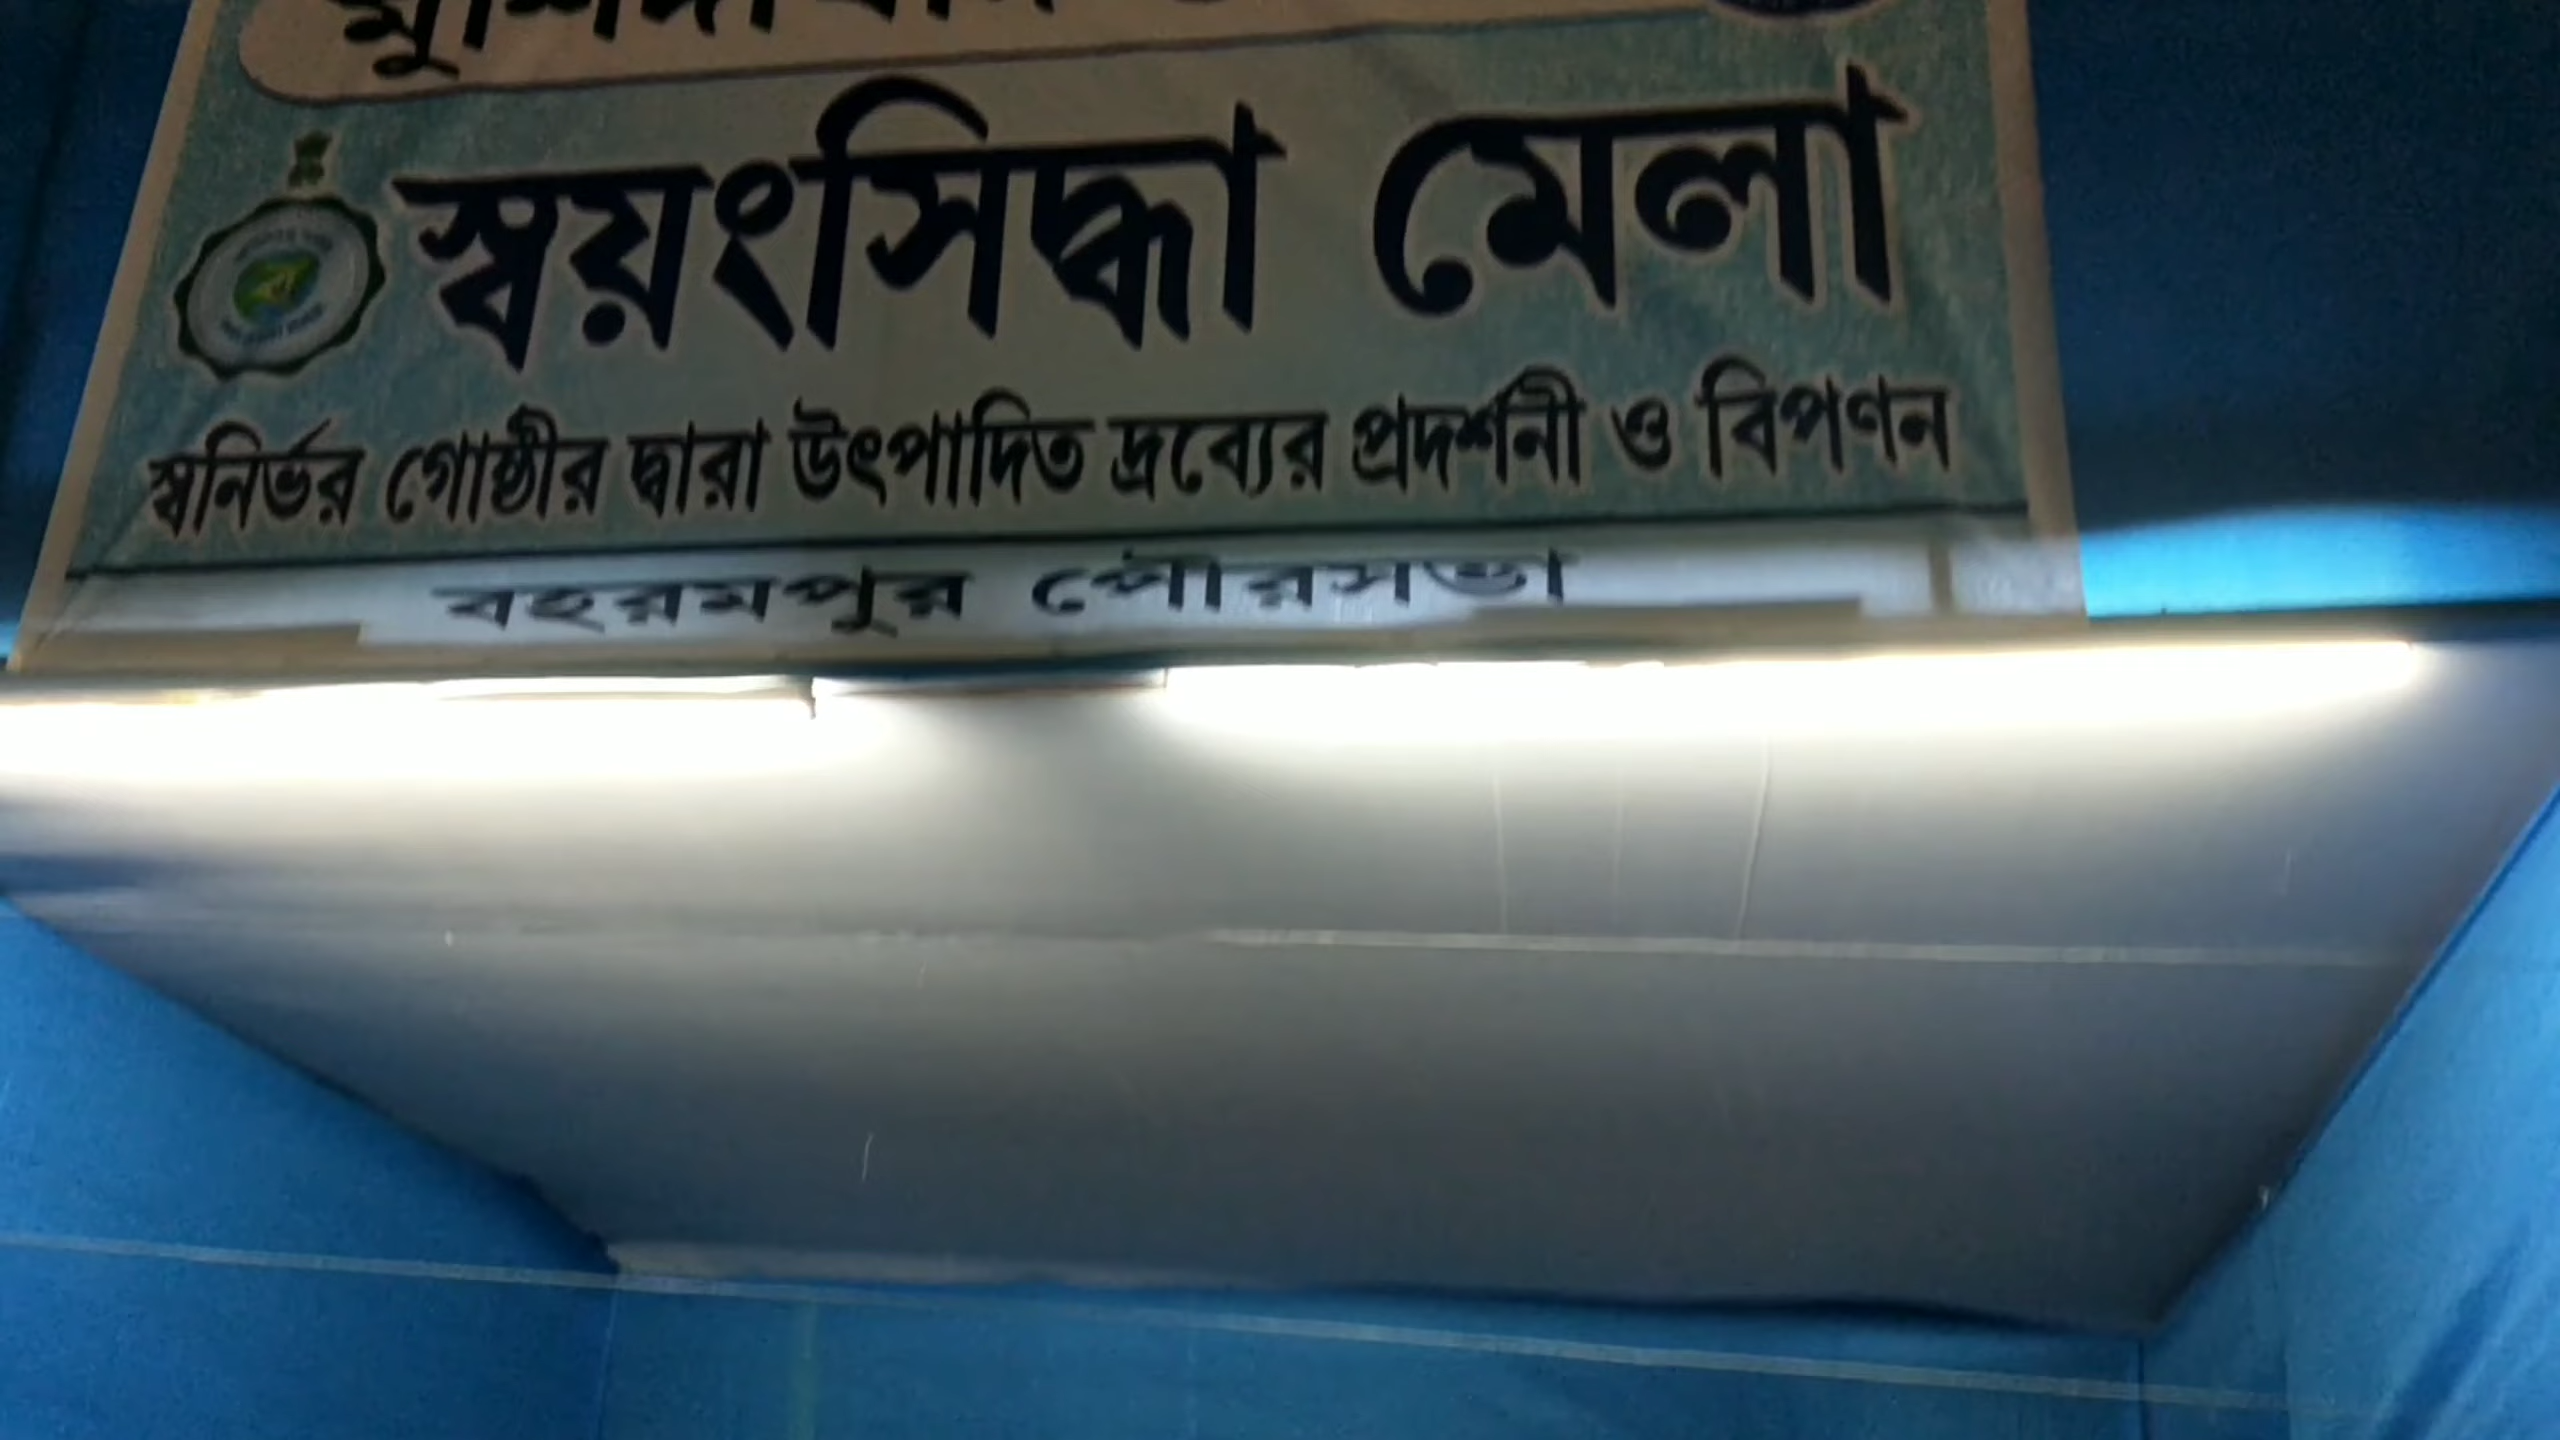 স্বয়ংসিদ্ধা মেলা
স্বনির্ভর গোষ্ঠীর দ্বারা উৎপাদিত দ্রব্যের প্রদর্শনী ও বিপণন
বহরমপুর পৌরসভা